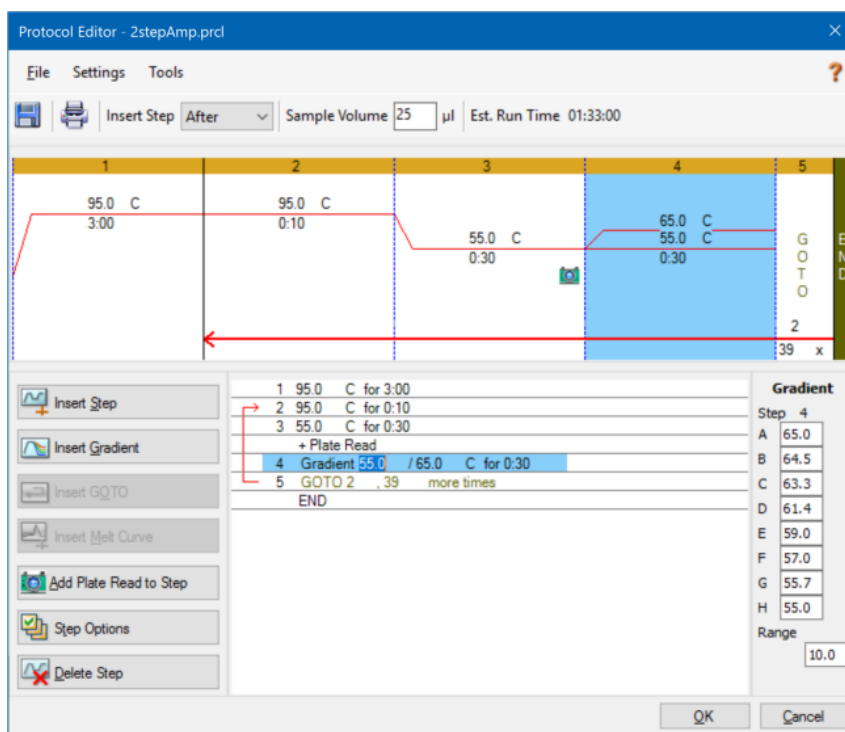 Protocol Editor - 2stepAmp.prcl
File Settings Tools
?
Insert Step After Sample Volume 25 µl Est. Run Time 01:33:00
1 2 3 4 5
95.0 C
3:00
95.0 C
0:10
55.0 C
0:30
65.0 C
55.0 C
0:30
G
O
T
O
2
39 x
E
N
D
Insert Step
Insert Gradient
Insert GOTO
Insert Melt Curve
Add Plate Read to Step
Step Options
Delete Step
1 95.0 C for 3:00
2 95.0 C for 0:10
3 55.0 C for 0:30
+ Plate Read
4 Gradient 55.0 / 65.0 C for 0:30
5 GOTO 2 , 39 more times
END
Gradient
Step 4
A 65.0
B 64.5
C 63.3
D 61.4
E 59.0
F 57.0
G 55.7
H 55.0
Range
10.0
OK Cancel